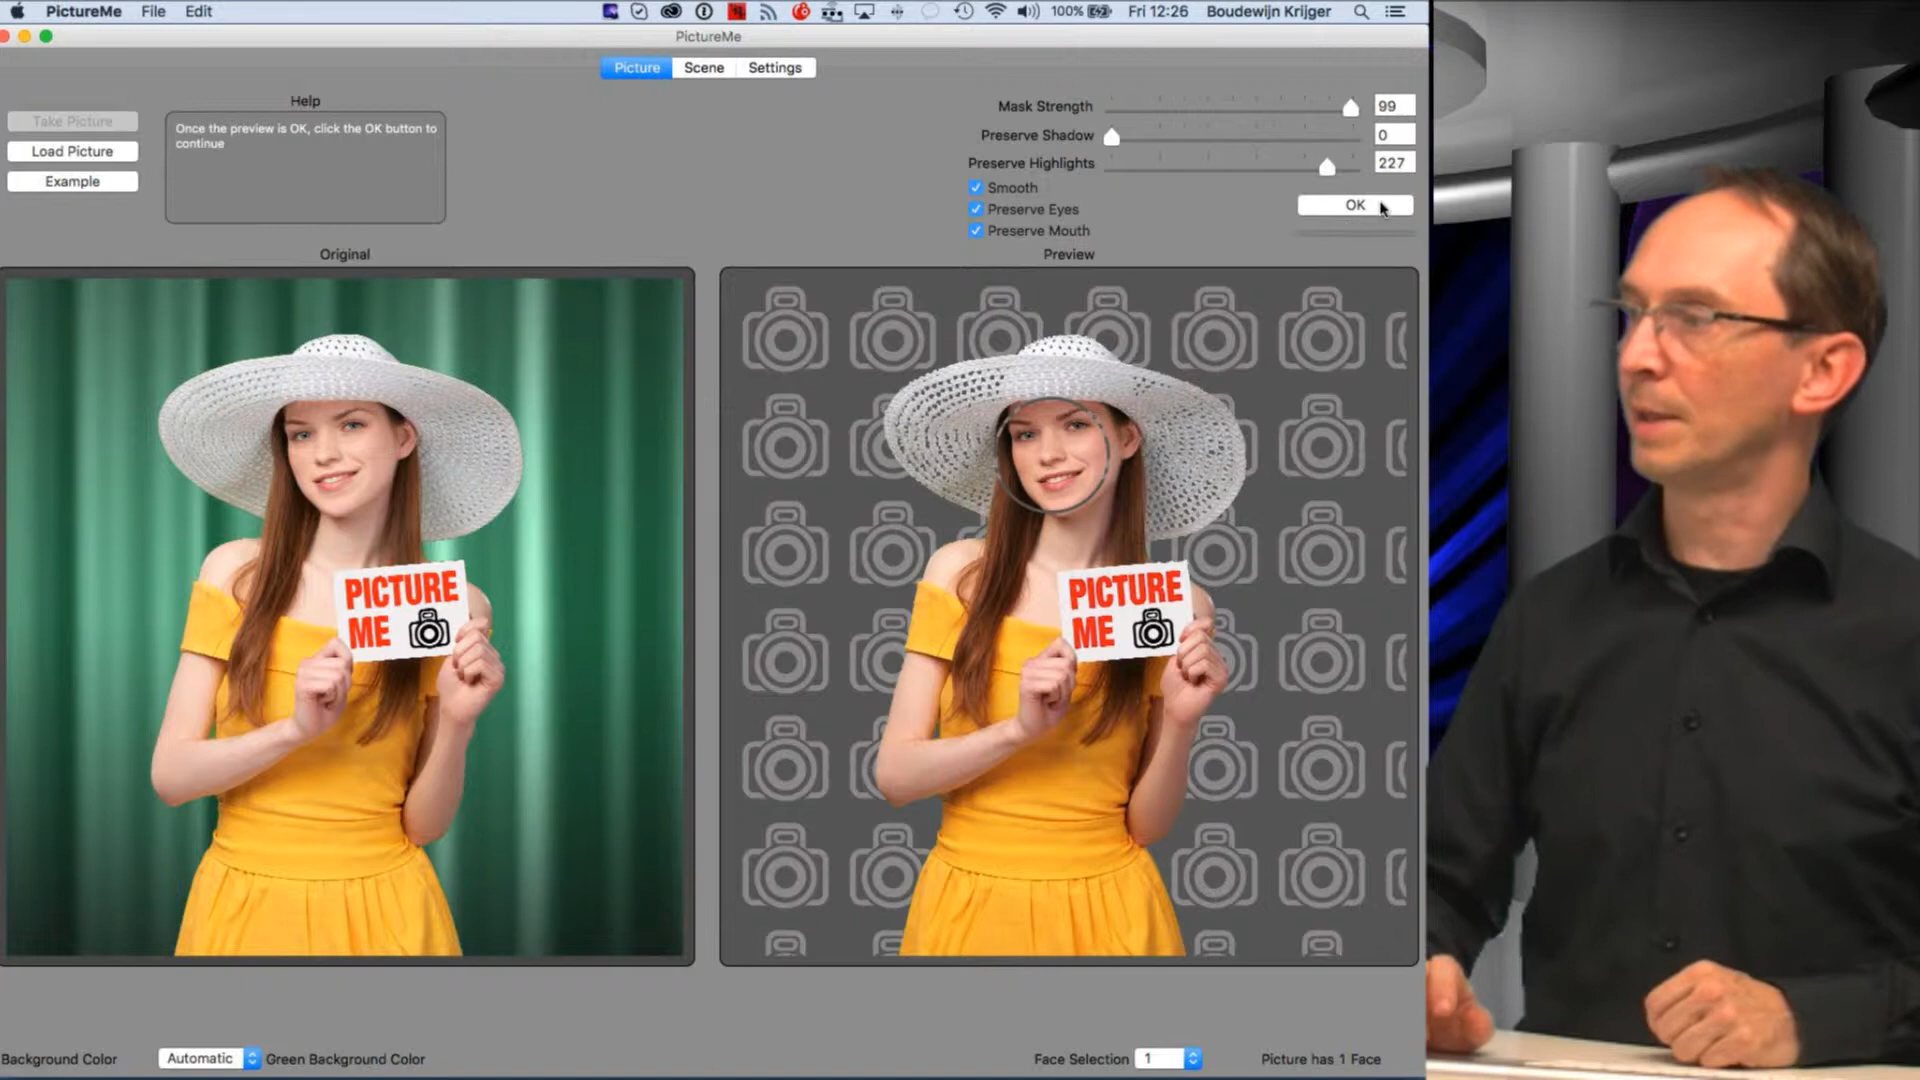 PictureMe File Edit 100% Fri 12:26 Boudewijn Krijger
PictureMe
Picture Scene Settings
Help
Take Picture
Load Picture
Example
Once the preview is OK, click the OK button to
continue
Mask Strength 99
Preserve Shadow 0
Preserve Highlights 227
Smooth
Preserve Eyes
Preserve Mouth
OK
Original
Preview
PICTURE
ME
PICTURE
ME
Background Color Automatic Green Background Color
Face Selection 1 Picture has 1 Face